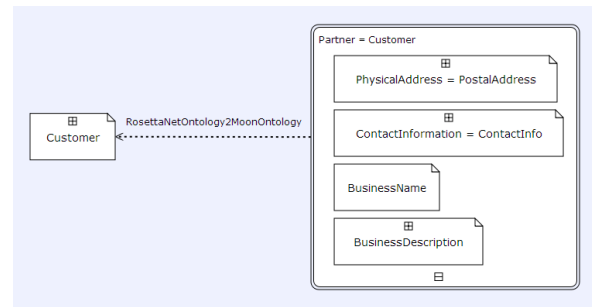 Partner = Customer
PhysicalAddress = PostalAddress
RosettaNetOntology2MoonOntology
Customer
ContactInformation = ContactInfo
BusinessName
BusinessDescription